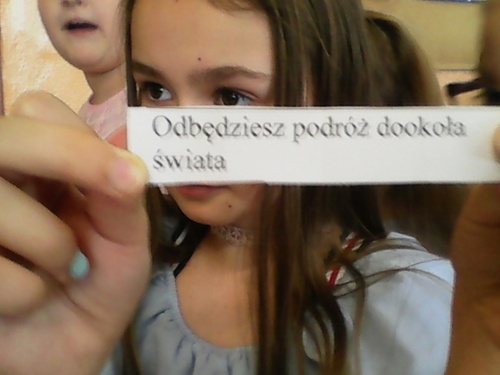 Odbędziesz podróż dookoła
świata